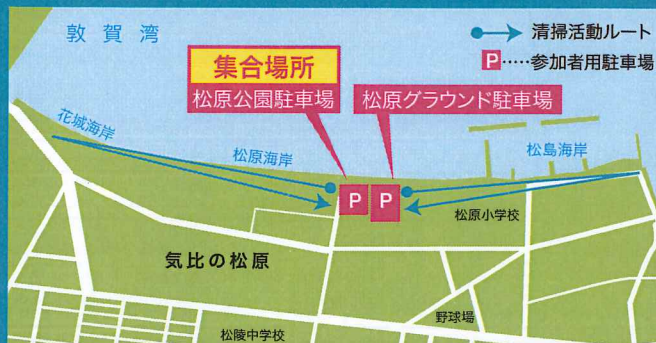 敦賀湾
清掃活動ルート
P……参加者用駐車場
集合場所
松原公園駐車場
松原グラウンド駐車場
花城海岸
松原海岸
松島海岸
P
P
松原小学校
気比の松原
野球場
松陵中学校